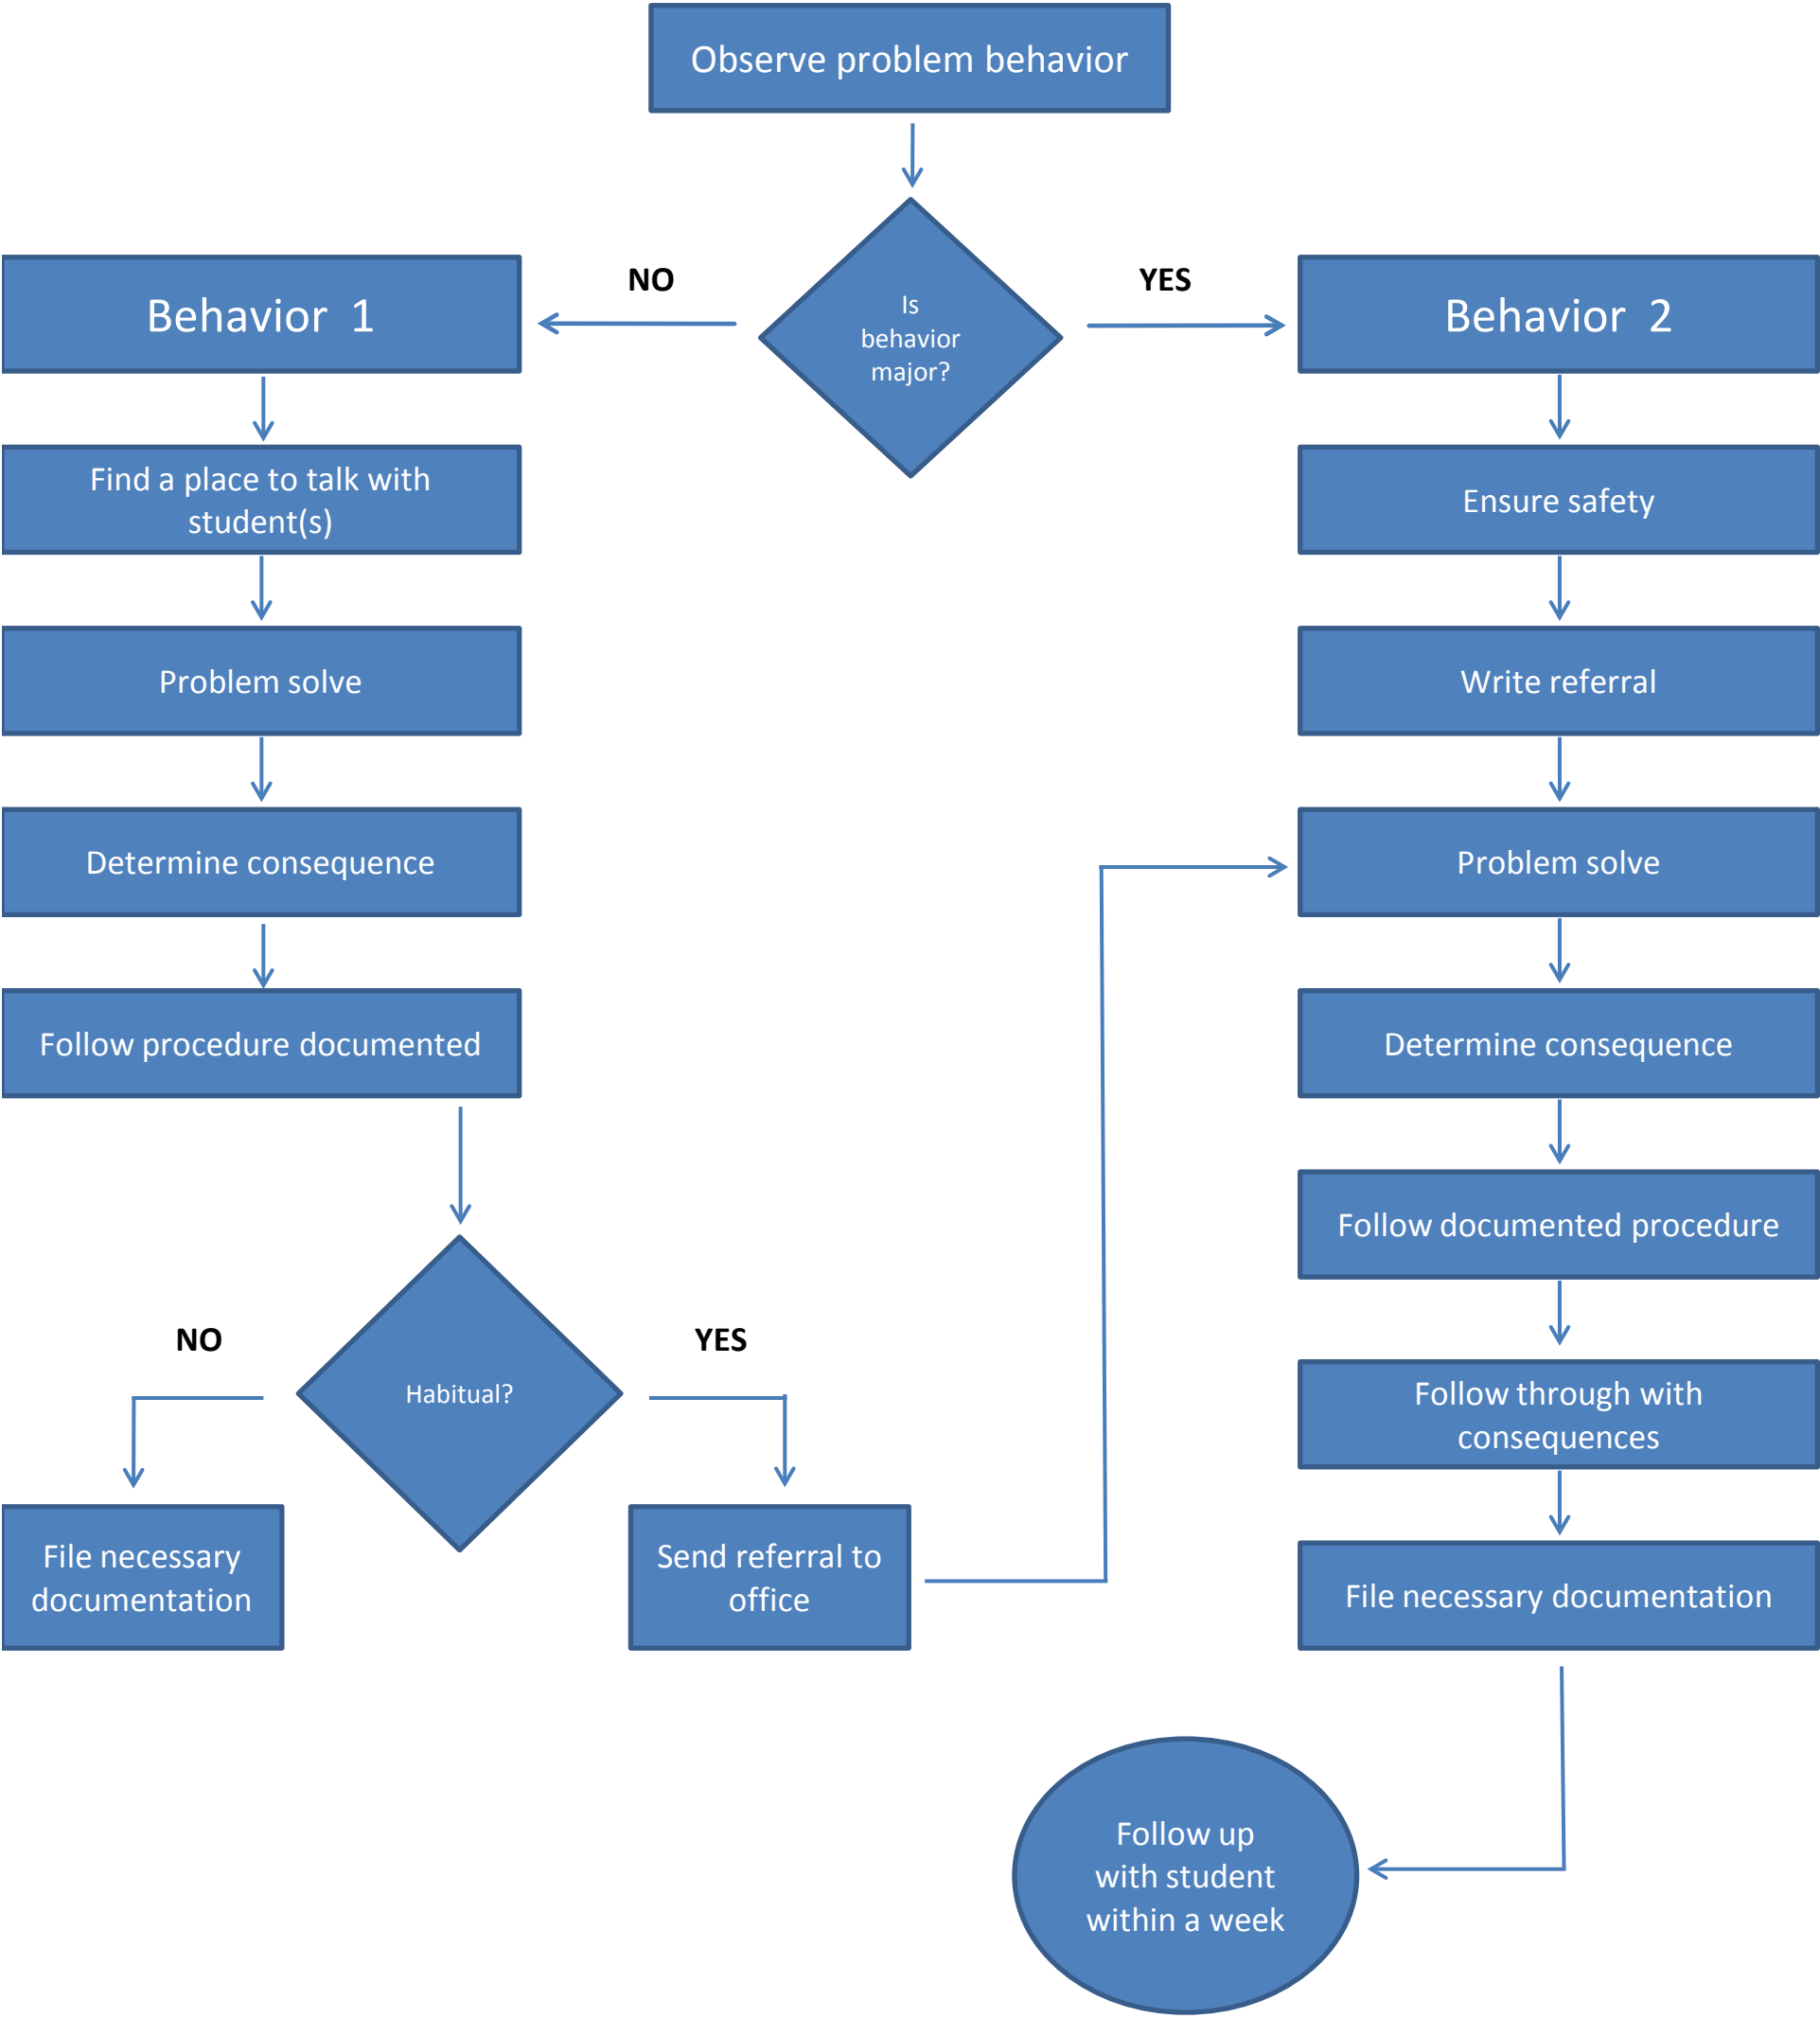 Observe problem behavior
NO
YES
Is
behavior
major?
Behavior 1
Behavior 2
Find a place to talk with
student(s)
Ensure safety
Problem solve
Write referral
Determine consequence
Problem solve
Follow procedure documented
Determine consequence
Follow documented procedure
NO
YES
Habitual?
Follow through with
consequences
File necessary
documentation
Send referral to
office
File necessary documentation
Follow up
with student
within a week